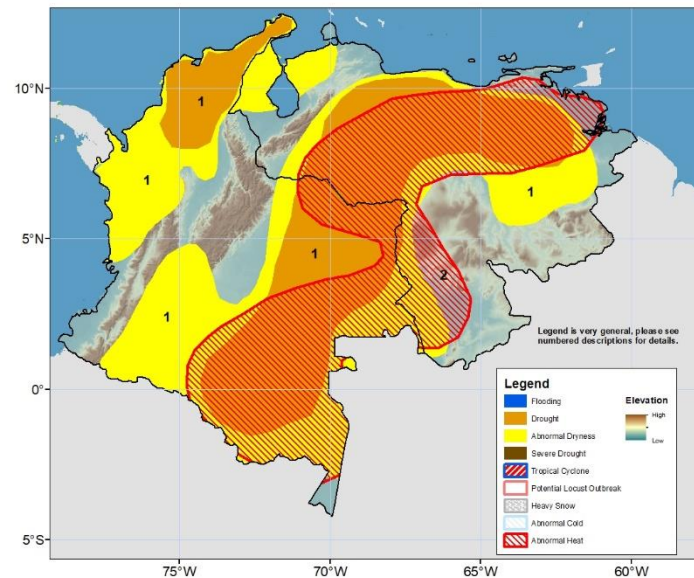 10°N
5°N
0°
5°S
75°W
70°W
65°W
60°W
1
1
1
1
1
2
Legend is very general, please see
numbered descriptions for details.
Legend
Flooding
Drought
Abnormal Dryness
Severe Drought
Tropical Cyclone
Potential Locust Outbreak
Heavy Snow
Abnormal Cold
Abnormal Heat
Elevation
High
Low